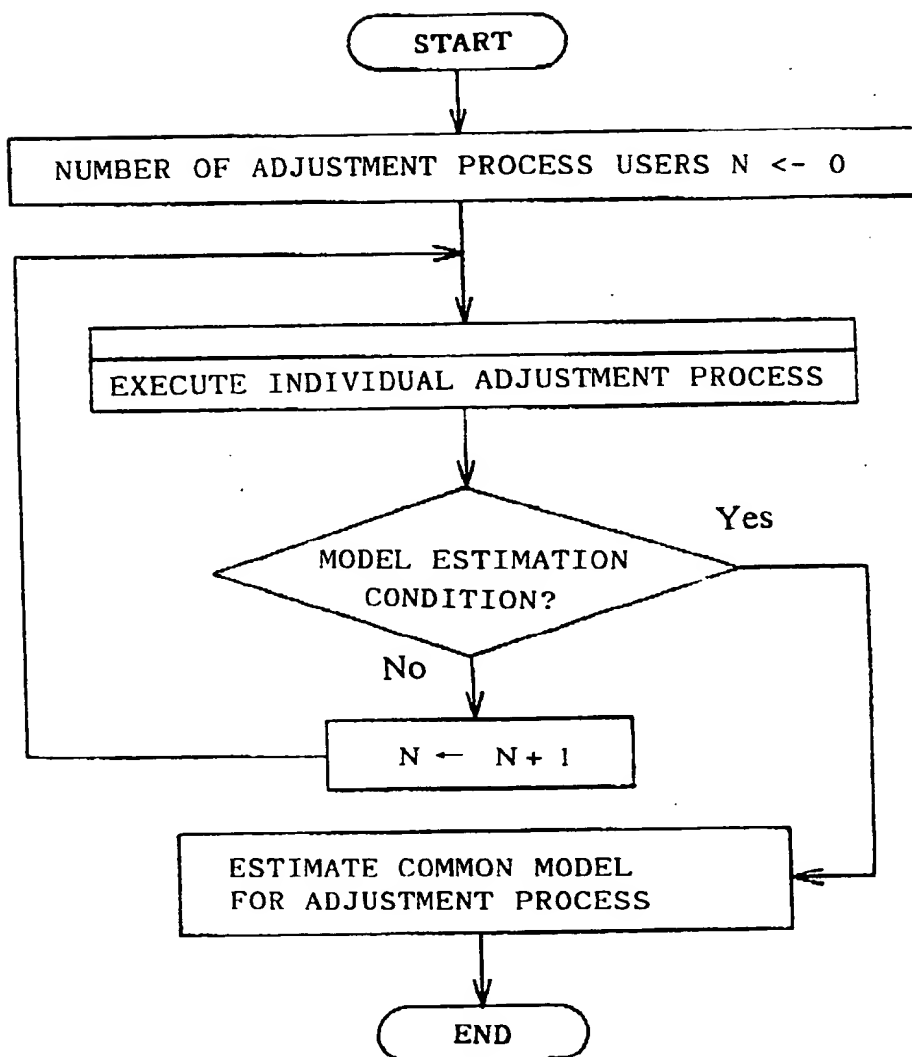 START
NUMBER OF ADJUSTMENT PROCESS USERS N <- 0
EXECUTE INDIVIDUAL ADJUSTMENT PROCESS
MODEL ESTIMATION
CONDITION?
Yes
No
N ← N + 1
ESTIMATE COMMON MODEL
FOR ADJUSTMENT PROCESS
END